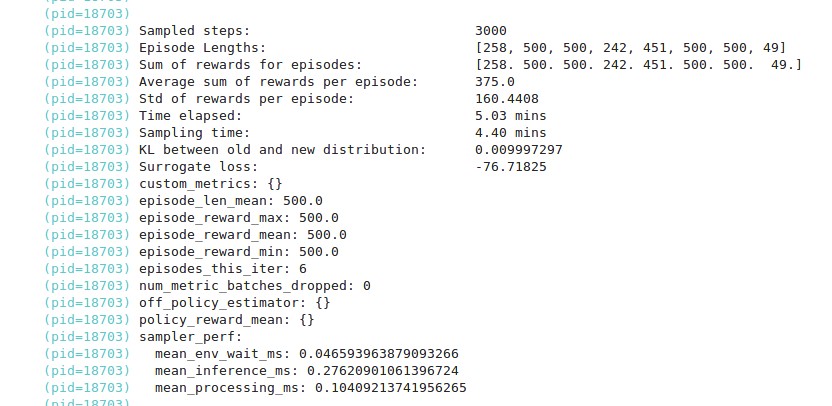 (pid=18703)
(pid=18703) Sampled steps: 3000
(pid=18703) Episode Lengths: [258, 500, 500, 242, 451, 500, 500, 49]
(pid=18703) Sum of rewards for episodes: [258. 500. 500. 242. 451. 500. 500.  49.]
(pid=18703) Average sum of rewards per episode: 375.0
(pid=18703) Std of rewards per episode: 160.4408
(pid=18703) Time elapsed: 5.03 mins
(pid=18703) Sampling time: 4.40 mins
(pid=18703) KL between old and new distribution: 0.009997297
(pid=18703) Surrogate loss: -76.71825
(pid=18703) custom_metrics: {}
(pid=18703) episode_len_mean: 500.0
(pid=18703) episode_reward_max: 500.0
(pid=18703) episode_reward_mean: 500.0
(pid=18703) episode_reward_min: 500.0
(pid=18703) episodes_this_iter: 6
(pid=18703) num_metric_batches_dropped: 0
(pid=18703) off_policy_estimator: {}
(pid=18703) policy_reward_mean: {}
(pid=18703) sampler_perf:
(pid=18703)   mean_env_wait_ms: 0.046593963879093266
(pid=18703)   mean_inference_ms: 0.27620901061396724
(pid=18703)   mean_processing_ms: 0.10409213741956265